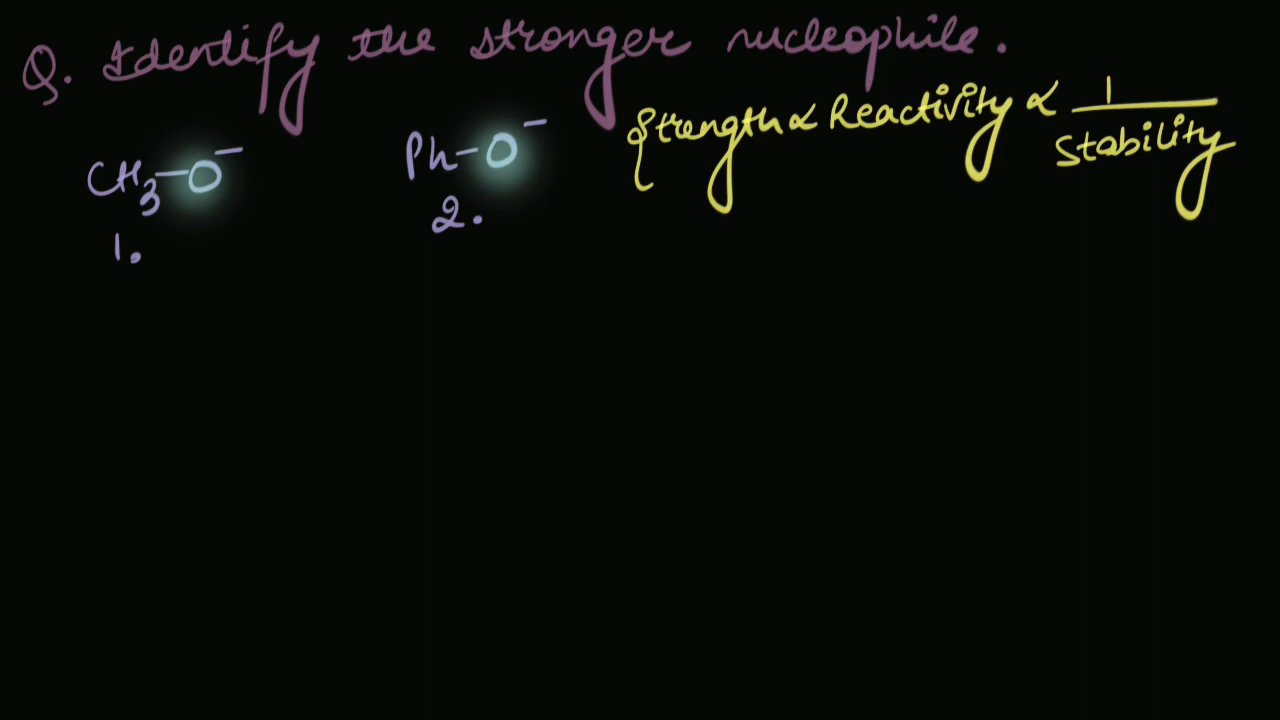 Q. Identify the stronger nucleophile.
Strength ∝ Reactivity ∝ 1/Stability
CH₃-O⁻
Ph-O⁻
1.
2.